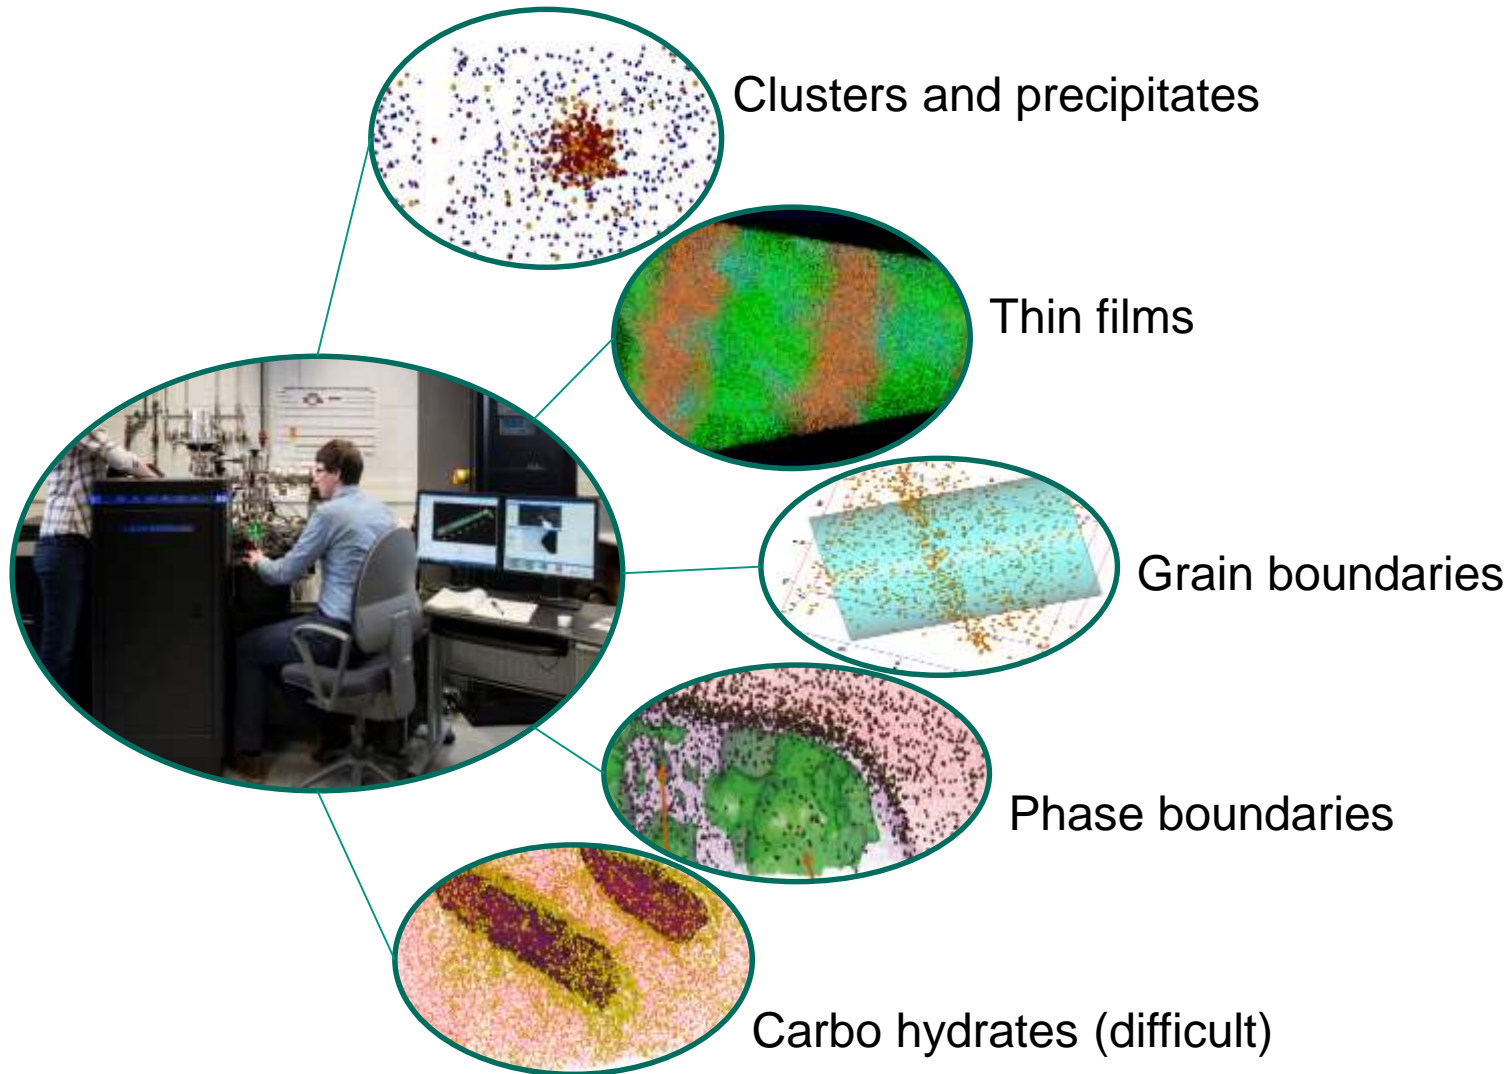 Clusters and precipitates
Thin films
Grain boundaries
Phase boundaries
Carbo hydrates (difficult)